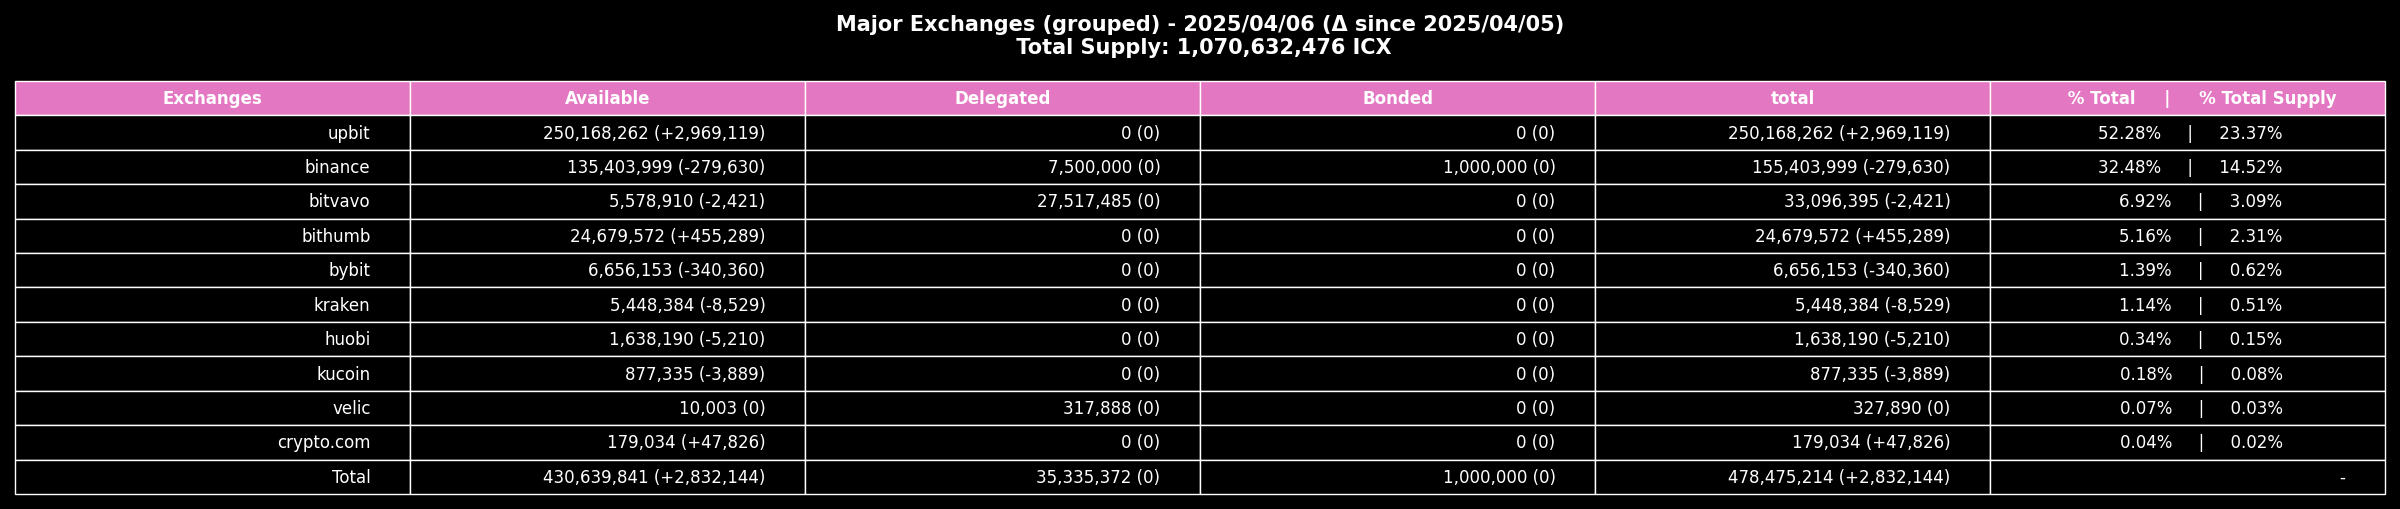 Major Exchanges (grouped) - 2025/04/06 (Δ since 2025/04/05)
Total Supply: 1,070,632,476 ICX
Exchanges Available Delegated Bonded total % Total | % Total Supply
upbit 250,168,262 (+2,969,119) 0 (0) 0 (0) 250,168,262 (+2,969,119) 52.28% | 23.37%
binance 135,403,999 (-279,630) 7,500,000 (0) 1,000,000 (0) 155,403,999 (-279,630) 32.48% | 14.52%
bitvavo 5,578,910 (-2,421) 27,517,485 (0) 0 (0) 33,096,395 (-2,421) 6.92% | 3.09%
bithumb 24,679,572 (+455,289) 0 (0) 0 (0) 24,679,572 (+455,289) 5.16% | 2.31%
bybit 6,656,153 (-340,360) 0 (0) 0 (0) 6,656,153 (-340,360) 1.39% | 0.62%
kraken 5,448,384 (-8,529) 0 (0) 0 (0) 5,448,384 (-8,529) 1.14% | 0.51%
huobi 1,638,190 (-5,210) 0 (0) 0 (0) 1,638,190 (-5,210) 0.34% | 0.15%
kucoin 877,335 (-3,889) 0 (0) 0 (0) 877,335 (-3,889) 0.18% | 0.08%
velic 10,003 (0) 317,888 (0) 0 (0) 327,890 (0) 0.07% | 0.03%
crypto.com 179,034 (+47,826) 0 (0) 0 (0) 179,034 (+47,826) 0.04% | 0.02%
Total 430,639,841 (+2,832,144) 35,335,372 (0) 1,000,000 (0) 478,475,214 (+2,832,144) -